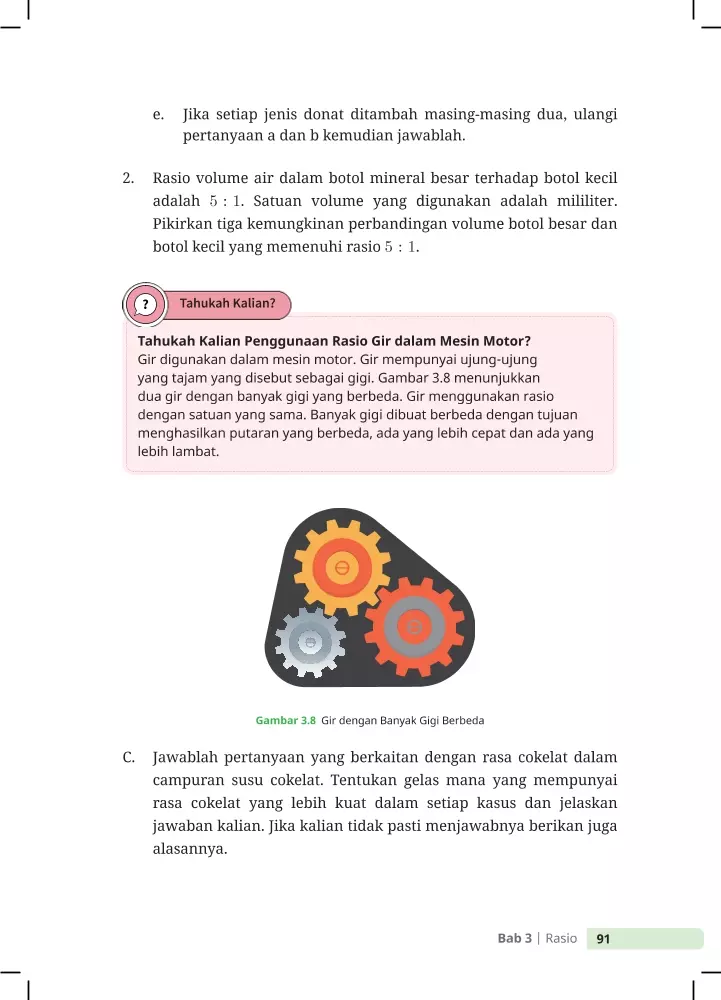 e. Jika setiap jenis donat ditambah masing-masing dua, ulangi
pertanyaan a dan b kemudian jawablah.
2. Rasio volume air dalam botol mineral besar terhadap botol kecil
adalah 5 : 1. Satuan volume yang digunakan adalah mililiter.
Pikirkan tiga kemungkinan perbandingan volume botol besar dan
botol kecil yang memenuhi rasio 5 : 1.
? Tahukah Kalian?
Tahukah Kalian Penggunaan Rasio Gir dalam Mesin Motor?
Gir digunakan dalam mesin motor. Gir mempunyai ujung-ujung
yang tajam yang disebut sebagai gigi. Gambar 3.8 menunjukkan
dua gir dengan banyak gigi yang berbeda. Gir menggunakan rasio
dengan satuan yang sama. Banyak gigi dibuat berbeda dengan tujuan
menghasilkan putaran yang berbeda, ada yang lebih cepat dan ada yang
lebih lambat.
Gambar 3.8 Gir dengan Banyak Gigi Berbeda
C. Jawablah pertanyaan yang berkaitan dengan rasa cokelat dalam
campuran susu cokelat. Tentukan gelas mana yang mempunyai
rasa cokelat yang lebih kuat dalam setiap kasus dan jelaskan
jawaban kalian. Jika kalian tidak pasti menjawabnya berikan juga
alasannya.
Bab 3 | Rasio 91